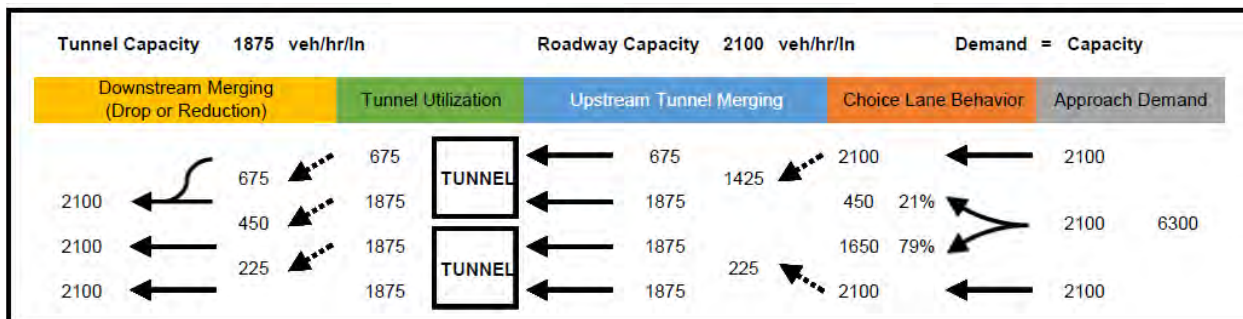 Tunnel Capacity 1875 veh/hr/ln Roadway Capacity 2100 veh/hr/ln Demand = Capacity
Downstream Merging
(Drop or Reduction)
Tunnel Utilization
Upstream Tunnel Merging
Choice Lane Behavior
Approach Demand
675 675 2100 2100
675 TUNNEL 1425
2100 1875 1875 450 21%
450 2100 6300
2100 1875 1875 1650 79%
225 TUNNEL 225
2100 1875 1875 2100 2100